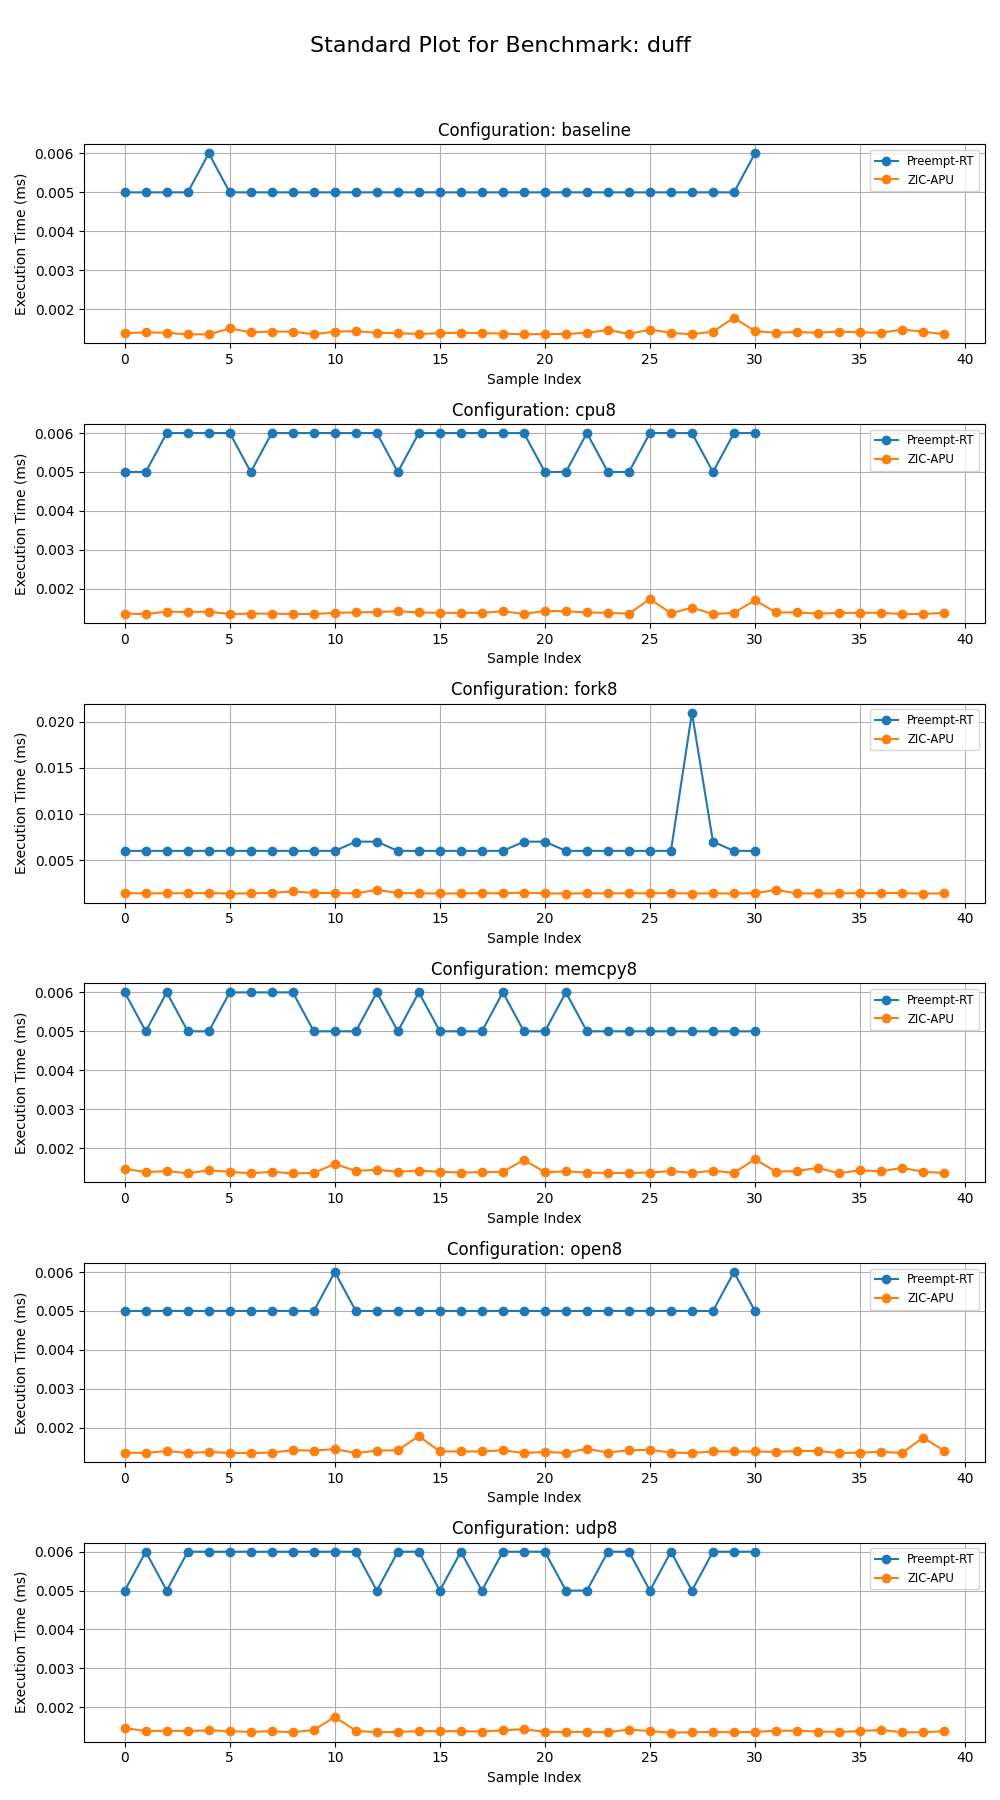 Standard Plot for Benchmark: duff
Configuration: baseline
Execution Time (ms)
0.006
0.005
0.004
0.003
0.002
Preempt-RT
ZIC-APU
0 5 10 15 20 25 30 35 40
Sample Index
Configuration: cpu8
Execution Time (ms)
0.006
0.005
0.004
0.003
0.002
Preempt-RT
ZIC-APU
0 5 10 15 20 25 30 35 40
Sample Index
Configuration: fork8
Execution Time (ms)
0.020
0.015
0.010
0.005
Preempt-RT
ZIC-APU
0 5 10 15 20 25 30 35 40
Sample Index
Configuration: memcpy8
Execution Time (ms)
0.006
0.005
0.004
0.003
0.002
Preempt-RT
ZIC-APU
0 5 10 15 20 25 30 35 40
Sample Index
Configuration: open8
Execution Time (ms)
0.006
0.005
0.004
0.003
0.002
Preempt-RT
ZIC-APU
0 5 10 15 20 25 30 35 40
Sample Index
Configuration: udp8
Execution Time (ms)
0.006
0.005
0.004
0.003
0.002
Preempt-RT
ZIC-APU
0 5 10 15 20 25 30 35 40
Sample Index